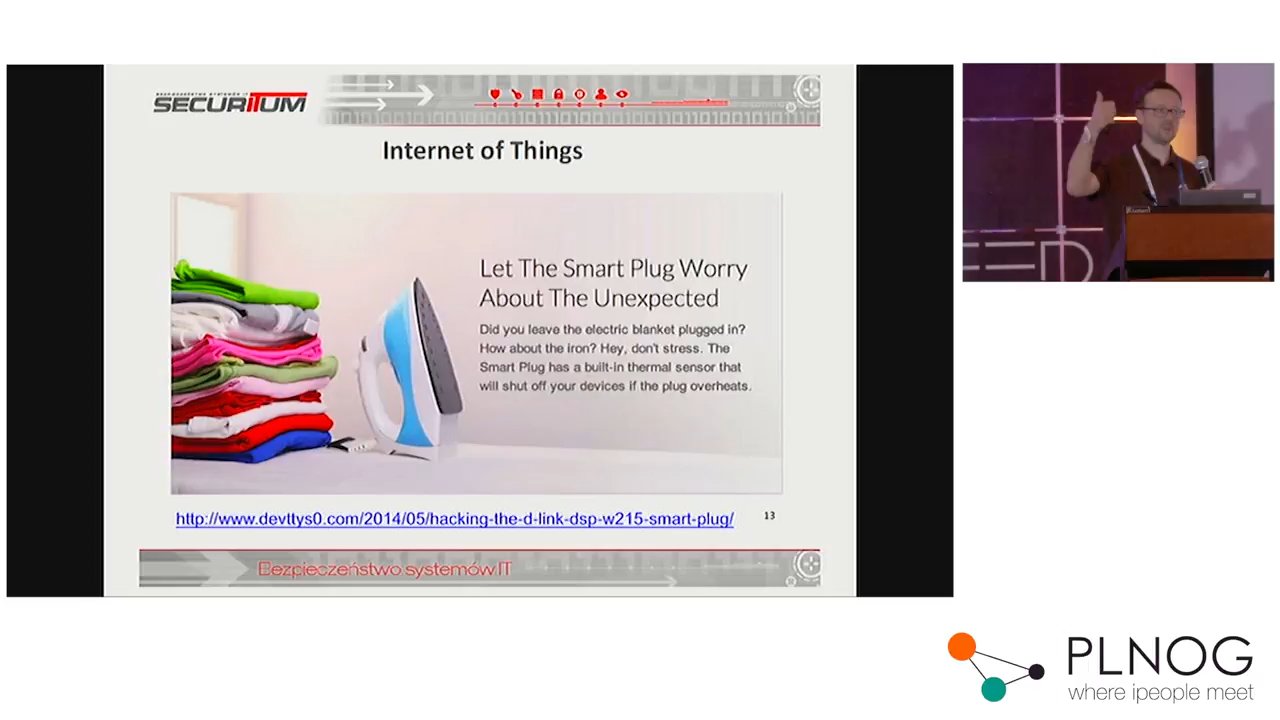 SECURITUM
Internet of Things
Let The Smart Plug Worry
About The Unexpected
Did you leave the electric blanket plugged in?
How about the iron? Hey, don't stress. The
Smart Plug has a built-in thermal sensor that
will shut off your devices if the plug overheats.
http://www.devttys0.com/2014/05/hacking-the-d-link-dsp-w215-smart-plug/
13
Bezpieczeństwo systemów IT
PLNOG
where ipeople meet